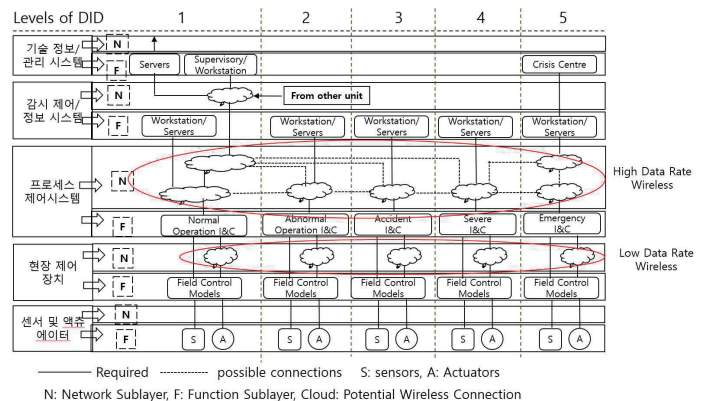 Levels of DID 1 2 3 4 5
기술 정보/
관리 시스템
N
F
Servers
Supervisory/
Workstation
Crisis Centre
감시 제어/
정보 시스템
N
F
From other unit
Workstation/
Servers
Workstation/
Servers
Workstation/
Servers
Workstation/
Servers
Workstation/
Servers
프로세스
제어시스템
N
F
High Data Rate
Wireless
Normal
Operation I&C
Abnormal
Operation I&C
Accident
I&C
Severe
I&C
Emergency
I&C
현장 제어
장치
N
F
Low Data Rate
Wireless
Field Control
Models
Field Control
Models
Field Control
Models
Field Control
Models
Field Control
Models
센서 및 액츄
에이터
N
F
S A S A S A S A S A
Required possible connections S: sensors, A: Actuators
N: Network Sublayer, F: Function Sublayer, Cloud: Potential Wireless Connection